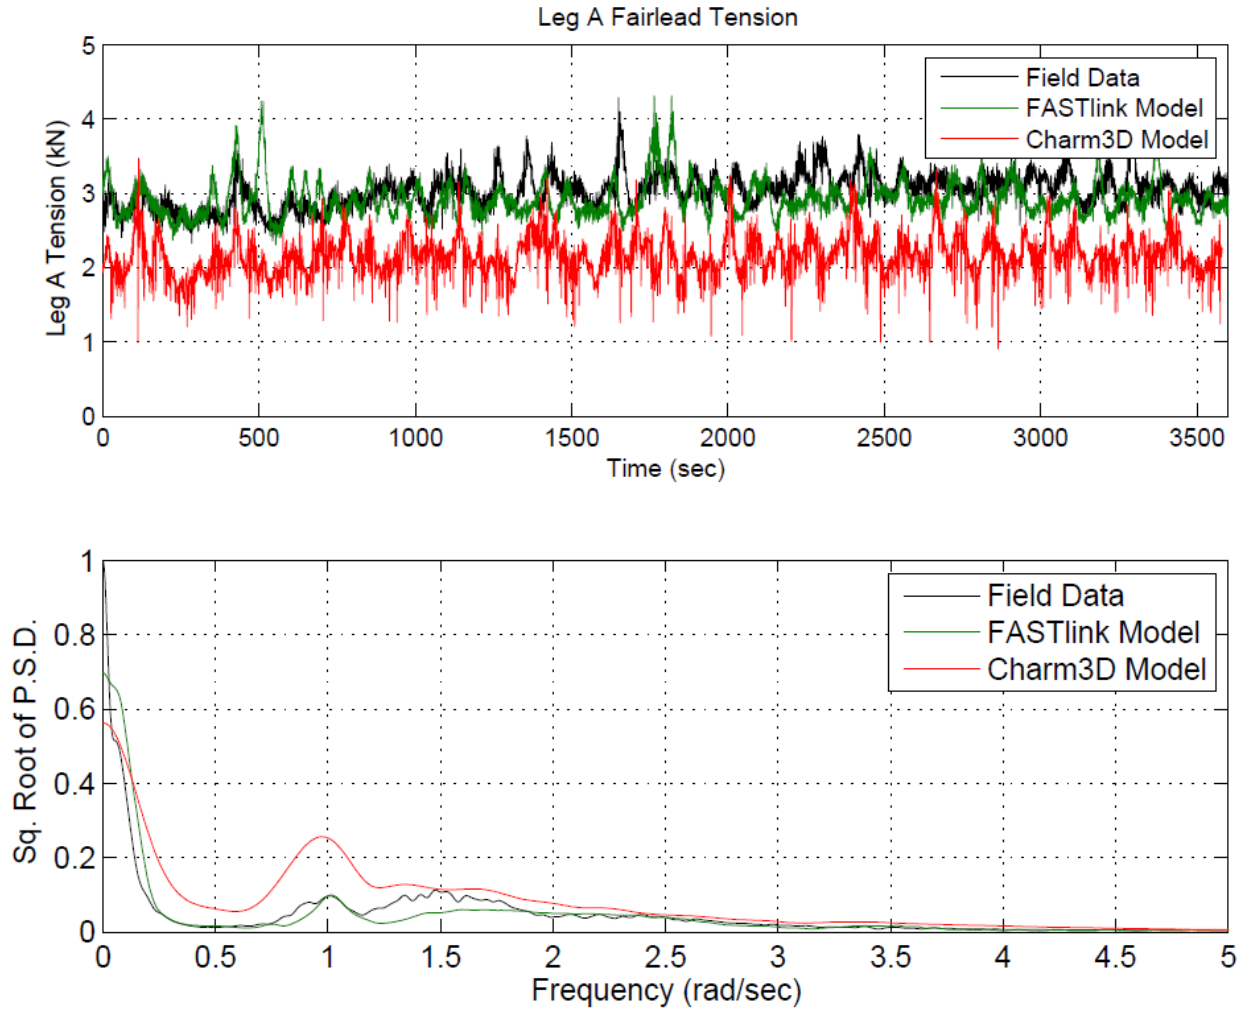 Leg A Fairlead Tension
5
4
3
2
1
0
Leg A Tension (kN)
Field Data
FASTlink Model
Charm3D Model
0 500 1000 1500 2000 2500 3000 3500
Time (sec)
1
0.8
0.6
0.4
0.2
0
Sq. Root of P.S.D.
Field Data
FASTlink Model
Charm3D Model
0 0.5 1 1.5 2 2.5 3 3.5 4 4.5 5
Frequency (rad/sec)